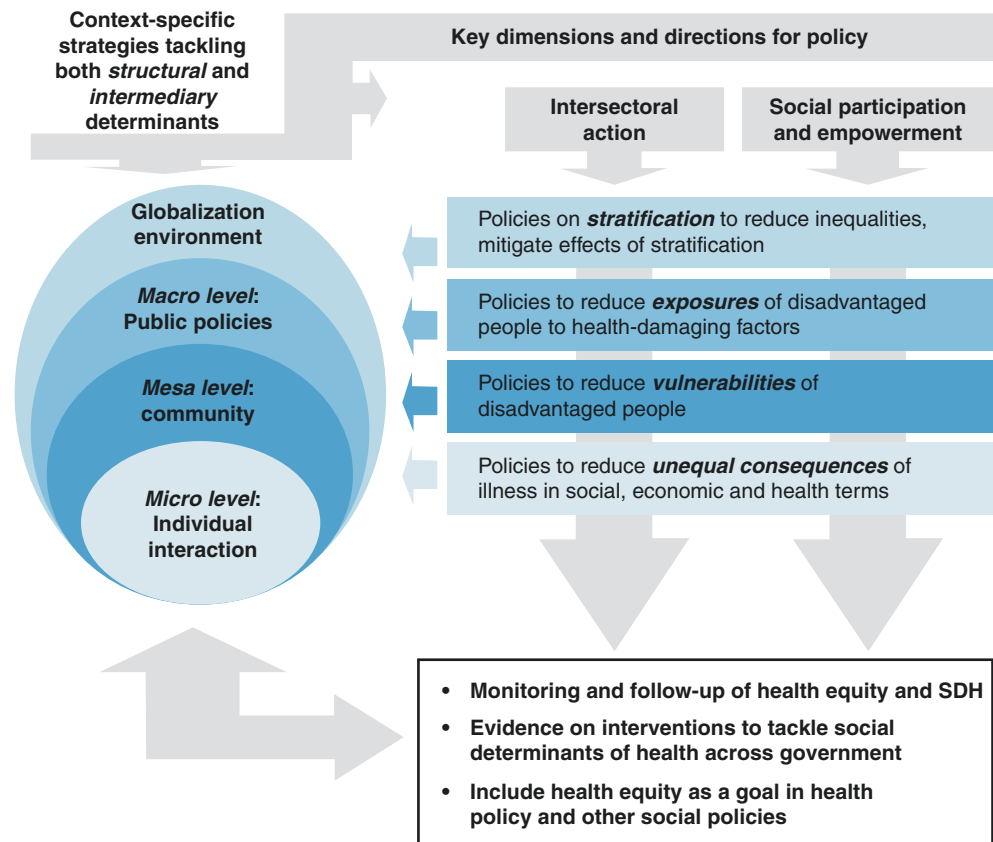 Context-specific
strategies tackling
both structural and
intermediary
determinants
Key dimensions and directions for policy
Intersectoral
action
Social participation
and empowerment
Globalization
environment
Macro level:
Public policies
Mesa level:
community
Micro level:
Individual
interaction
Policies on stratification to reduce inequalities,
mitigate effects of stratification
Policies to reduce exposures of disadvantaged
people to health-damaging factors
Policies to reduce vulnerabilities of
disadvantaged people
Policies to reduce unequal consequences of
illness in social, economic and health terms
• Monitoring and follow-up of health equity and SDH
• Evidence on interventions to tackle social
determinants of health across government
• Include health equity as a goal in health
policy and other social policies